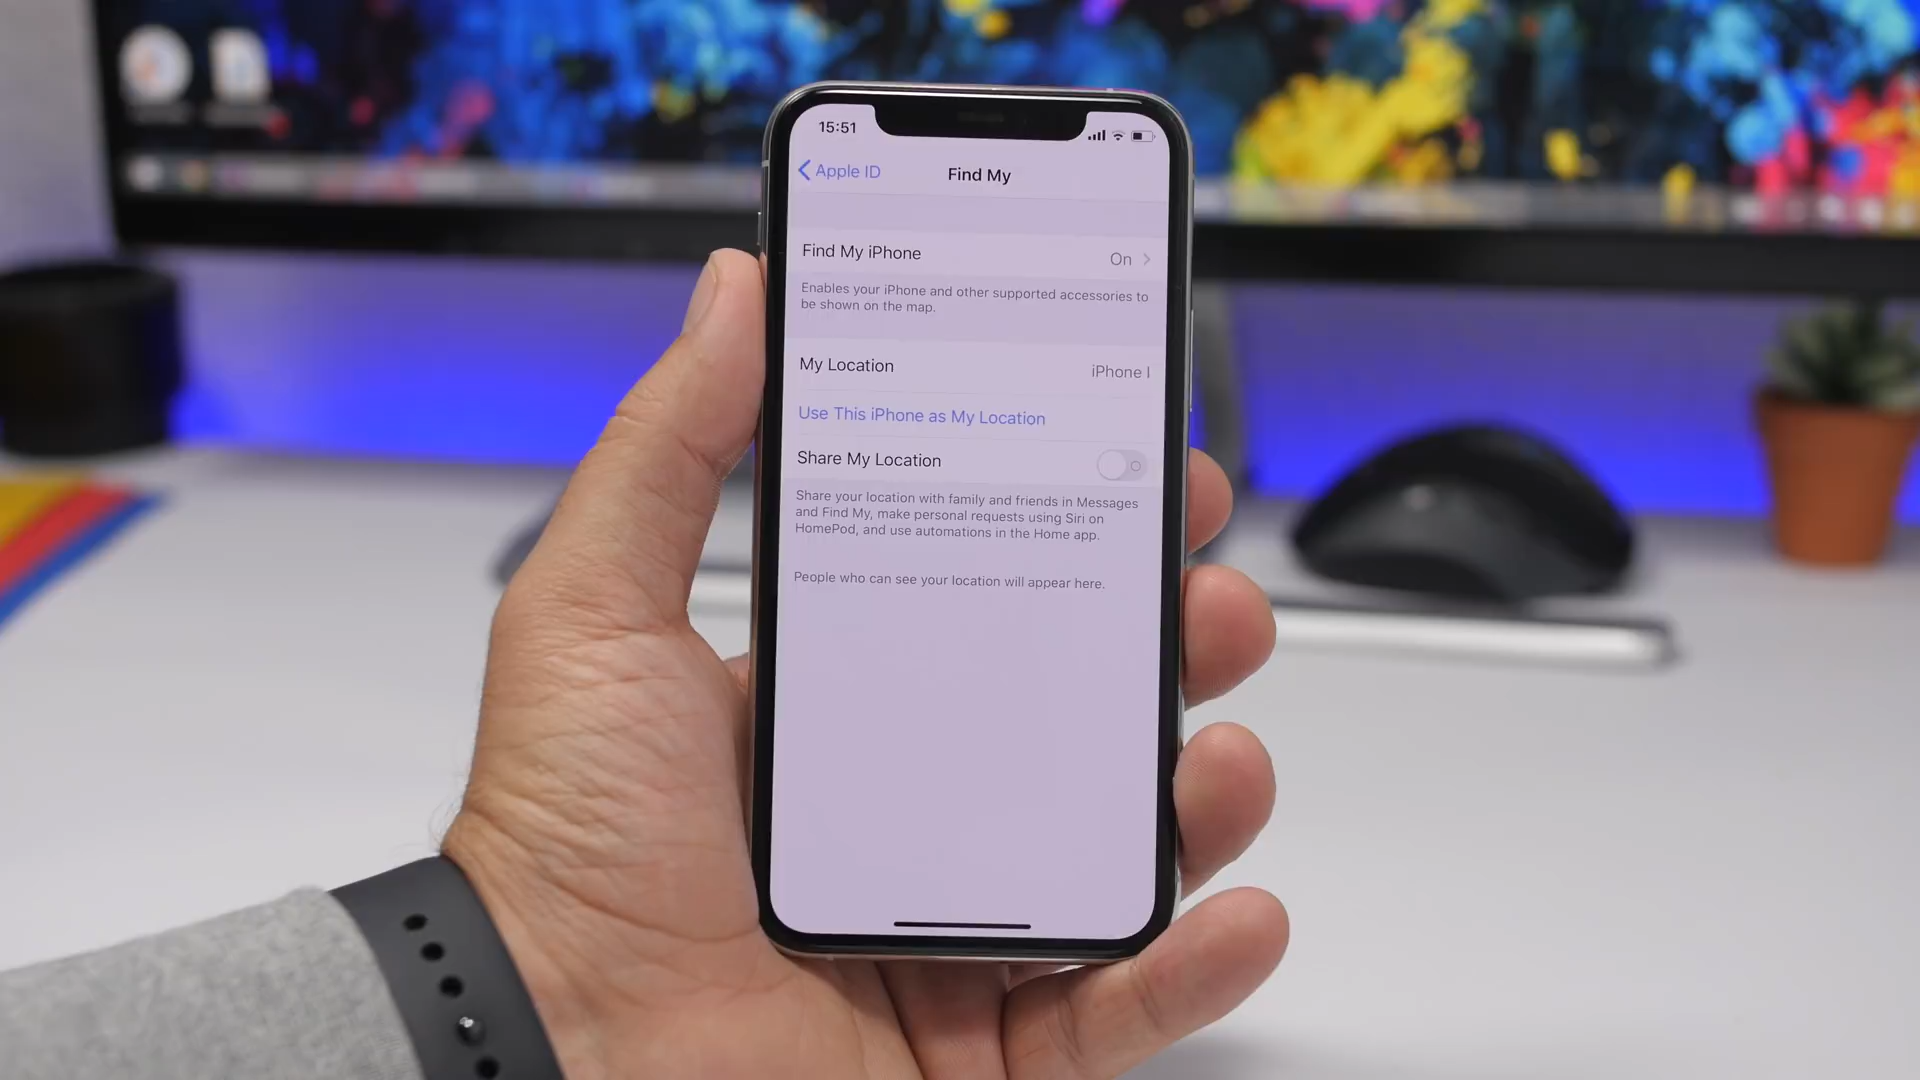 15:51
Apple ID
Find My
Find My iPhone
On
Enables your iPhone and other supported accessories to
be shown on the map.
My Location
iPhone I
Use This iPhone as My Location
Share My Location
Share your location with family and friends in Messages
and Find My, make personal requests using Siri on
HomePod, and use automations in the Home app.
People who can see your location will appear here.